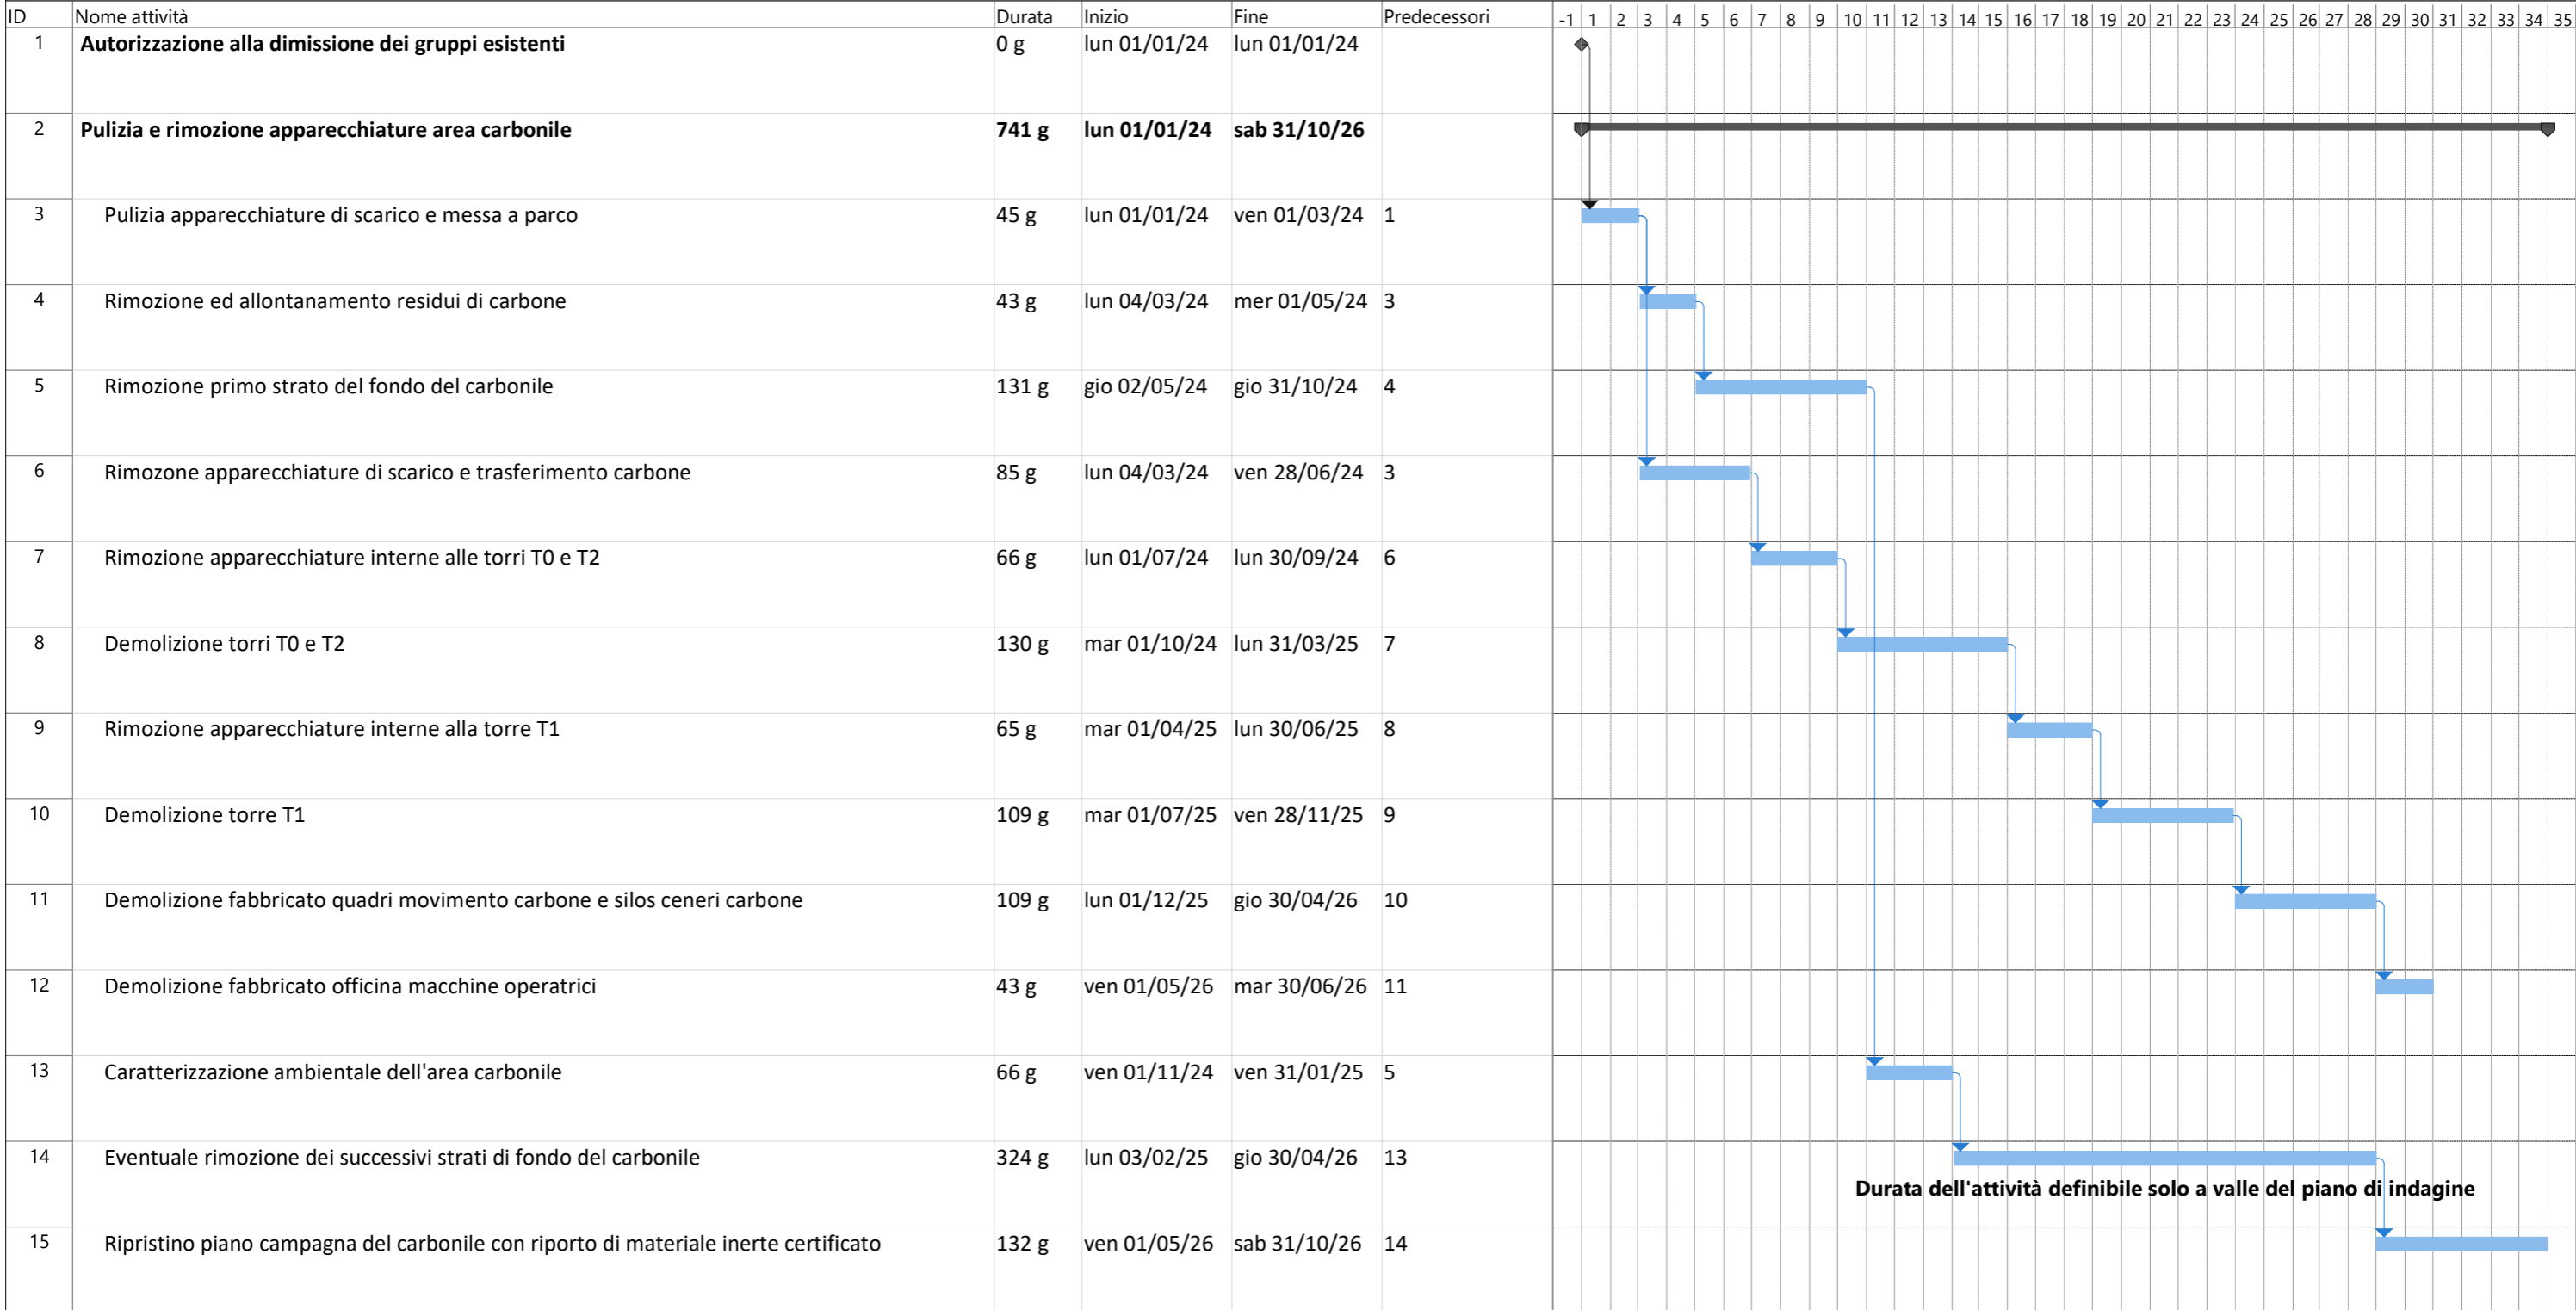 ID Nome attività Durata Inizio Fine Predecessori -1 1 2 3 4 5 6 7 8 9 10 11 12 13 14 15 16 17 18 19 20 21 22 23 24 25 26 27 28 29 30 31 32 33 34 35
1 Autorizzazione alla dimissione dei gruppi esistenti 0 g lun 01/01/24 lun 01/01/24
2 Pulizia e rimozione apparecchiature area carbonile 741 g lun 01/01/24 sab 31/10/26
3 Pulizia apparecchiature di scarico e messa a parco 45 g lun 01/01/24 ven 01/03/24 1
4 Rimozione ed allontanamento residui di carbone 43 g lun 04/03/24 mer 01/05/24 3
5 Rimozione primo strato del fondo del carbonile 131 g gio 02/05/24 gio 31/10/24 4
6 Rimozone apparecchiature di scarico e trasferimento carbone 85 g lun 04/03/24 ven 28/06/24 3
7 Rimozione apparecchiature interne alle torri T0 e T2 66 g lun 01/07/24 lun 30/09/24 6
8 Demolizione torri T0 e T2 130 g mar 01/10/24 lun 31/03/25 7
9 Rimozione apparecchiature interne alla torre T1 65 g mar 01/04/25 lun 30/06/25 8
10 Demolizione torre T1 109 g mar 01/07/25 ven 28/11/25 9
11 Demolizione fabbricato quadri movimento carbone e silos ceneri carbone 109 g lun 01/12/25 gio 30/04/26 10
12 Demolizione fabbricato officina macchine operatrici 43 g ven 01/05/26 mar 30/06/26 11
13 Caratterizzazione ambientale dell'area carbonile 66 g ven 01/11/24 ven 31/01/25 5
14 Eventuale rimozione dei successivi strati di fondo del carbonile 324 g lun 03/02/25 gio 30/04/26 13
Durata dell'attività definibile solo a valle del piano di indagine
15 Ripristino piano campagna del carbonile con riporto di materiale inerte certificato 132 g ven 01/05/26 sab 31/10/26 14